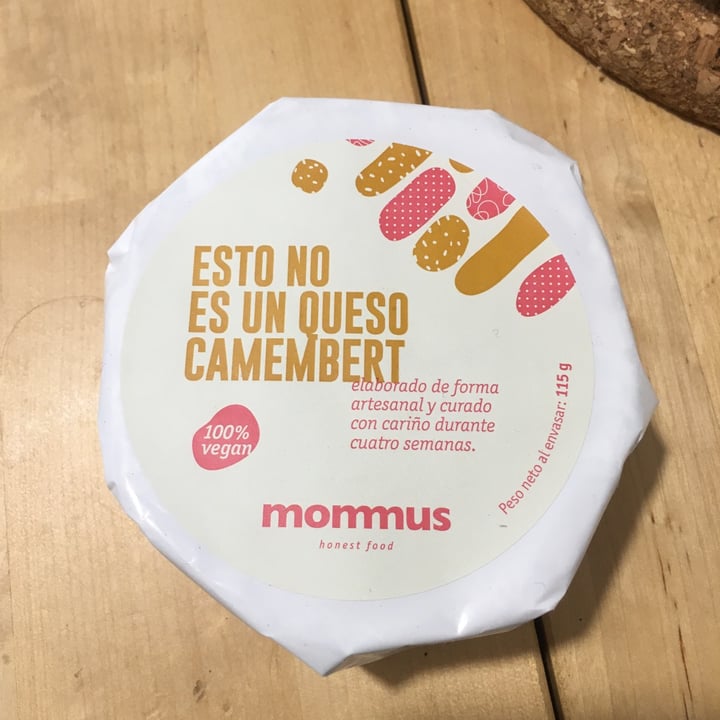 ESTO NO
ES UN QUESO
CAMEMBERT
elaborado de forma
artesanal y curado
con cariño durante
cuatro semanas.
100%
vegan
Peso neto al envasar: 115 g
mommus
honest food